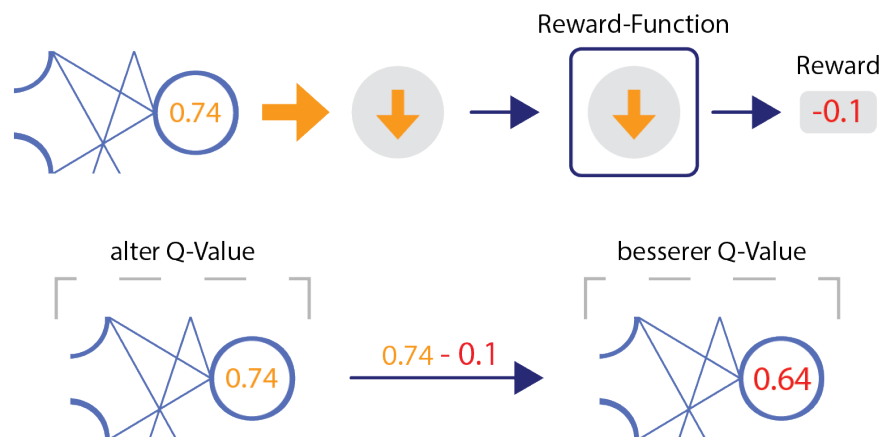 Reward-Function
Reward
0.74
-0.1
alter Q-Value
besserer Q-Value
0.74 - 0.1
0.74
0.64